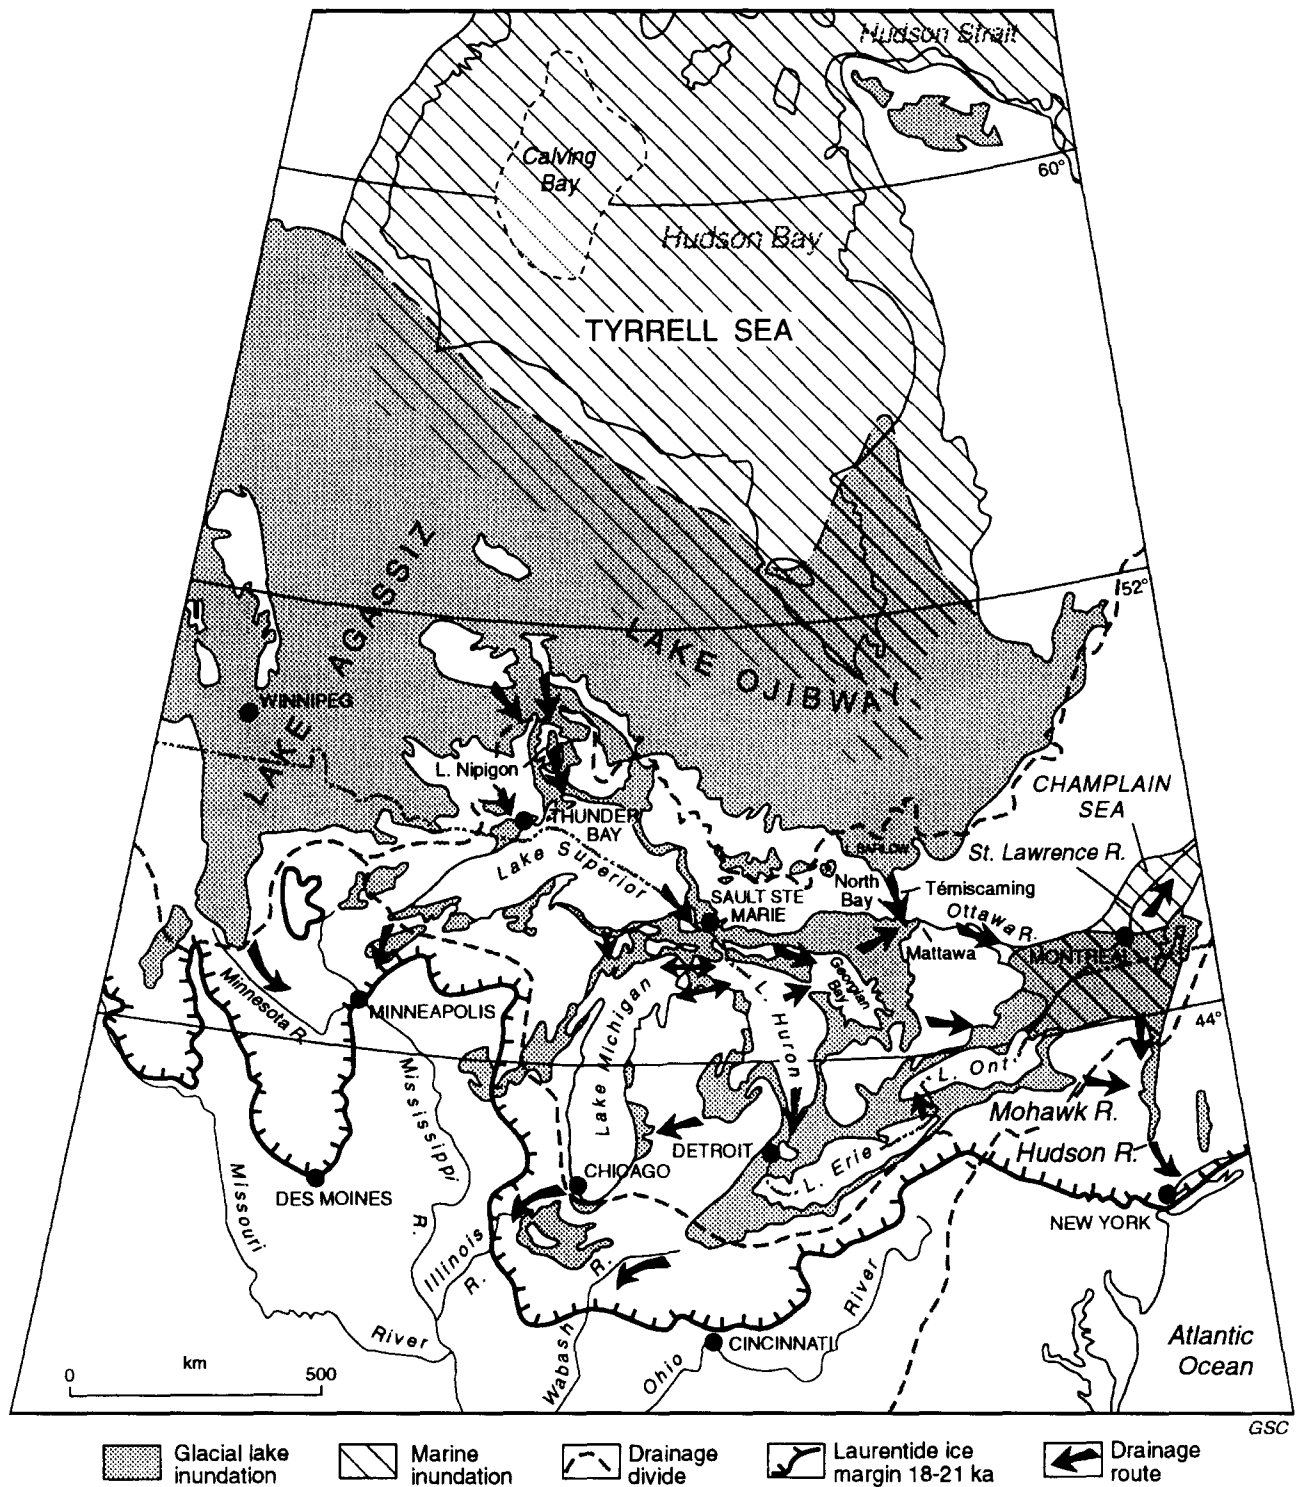 Hudson Strait
60°
Calving
Bay
Hudson Bay
TYRRELL SEA
52°
LAKE AGASSIZ
LAKE OJIBWAY
WINNIPEG
L. Nipigon
THUNDER
BAY
CHAMPLAIN
SEA
L. BARLOW
St. Lawrence R.
Lake Superior
SAULT STE
MARIE
North
Bay
Témiscaming
Ottawa R.
Mattawa
MONTREAL
Georgian
Bay
Minnesota R.
MINNEAPOLIS
44°
Lake Michigan
L. Huron
L. Ont
Mississippi
R.
Mohawk R.
DETROIT
Hudson R.
L. Erie
CHICAGO
DES MOINES
Missouri
River
NEW YORK
Illinois
R.
Wabash
R.
Ohio
River
CINCINNATI
Atlantic
Ocean
km
0
500
GSC
Glacial lake
inundation
Marine
inundation
Drainage
divide
Laurentide ice
margin 18-21 ka
Drainage
route